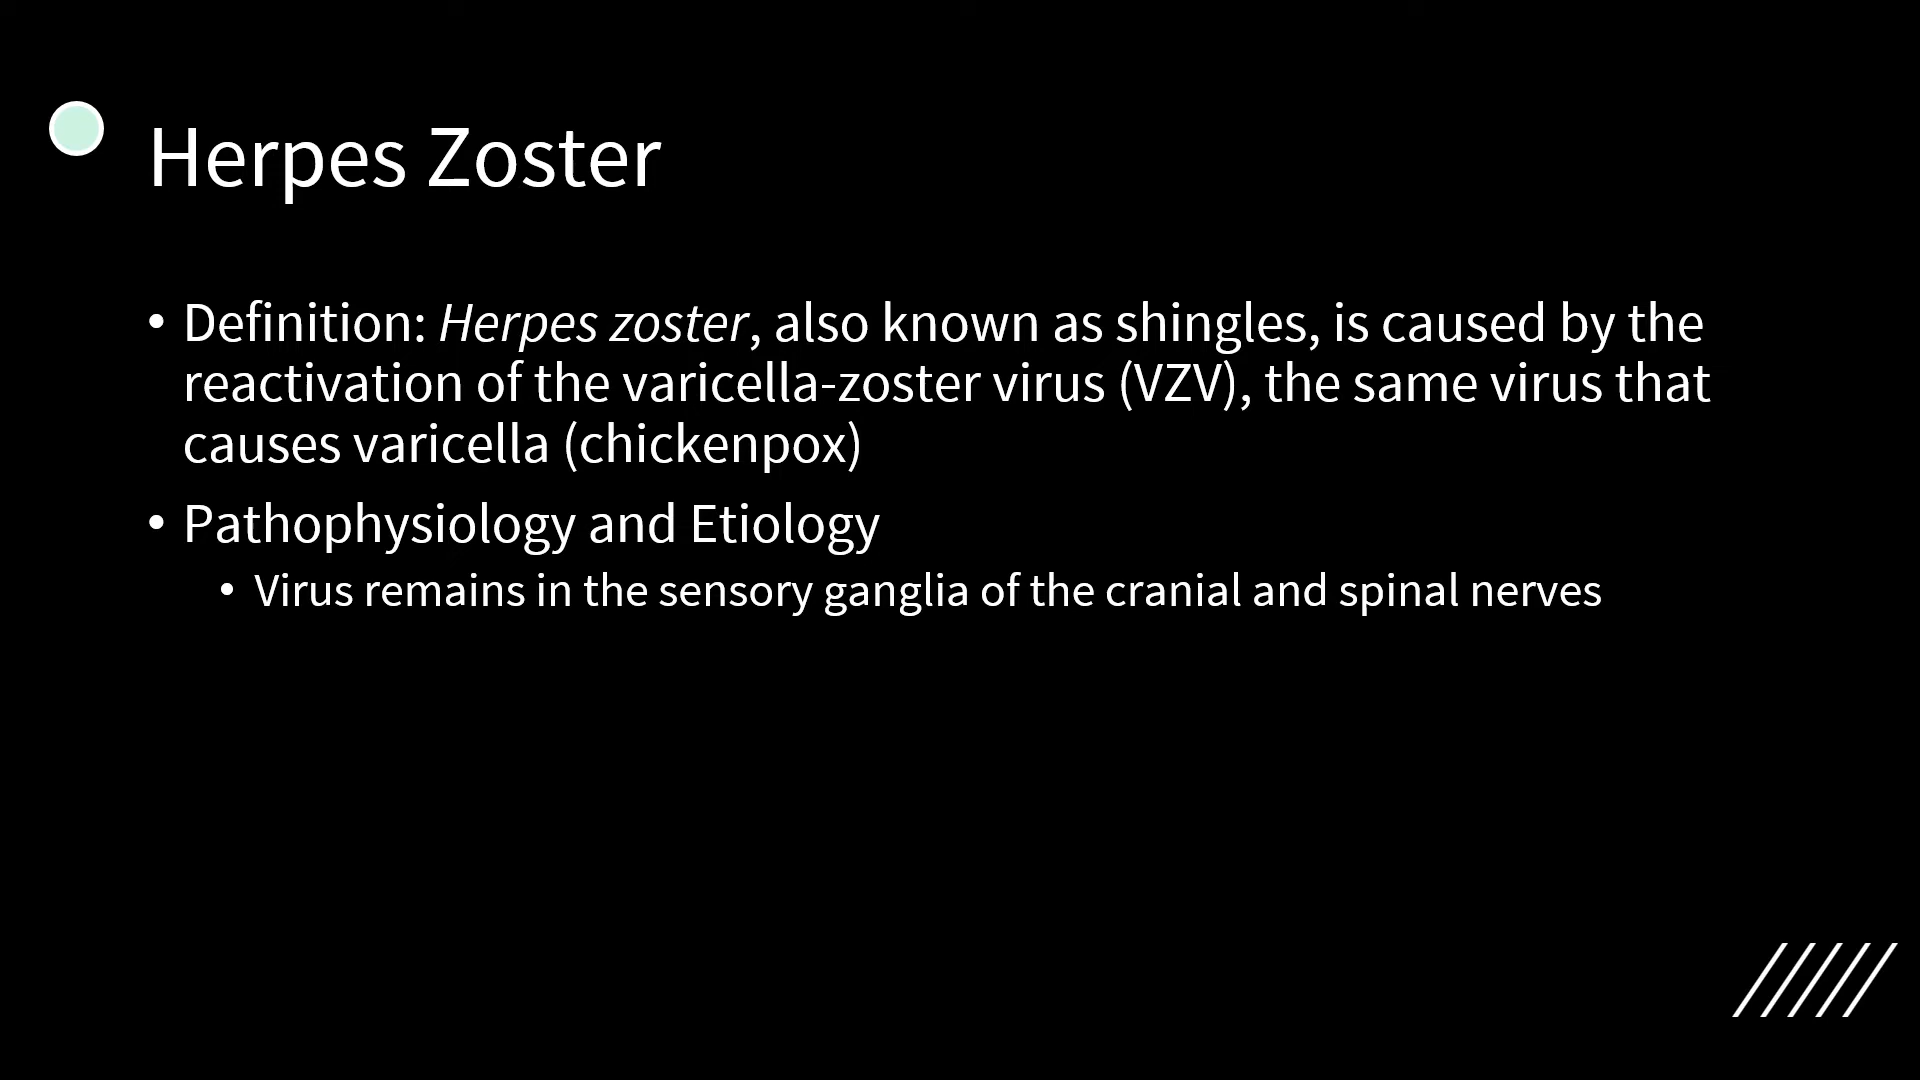 Herpes Zoster
• Definition: Herpes zoster, also known as shingles, is caused by the
reactivation of the varicella-zoster virus (VZV), the same virus that
causes varicella (chickenpox)
• Pathophysiology and Etiology
• Virus remains in the sensory ganglia of the cranial and spinal nerves